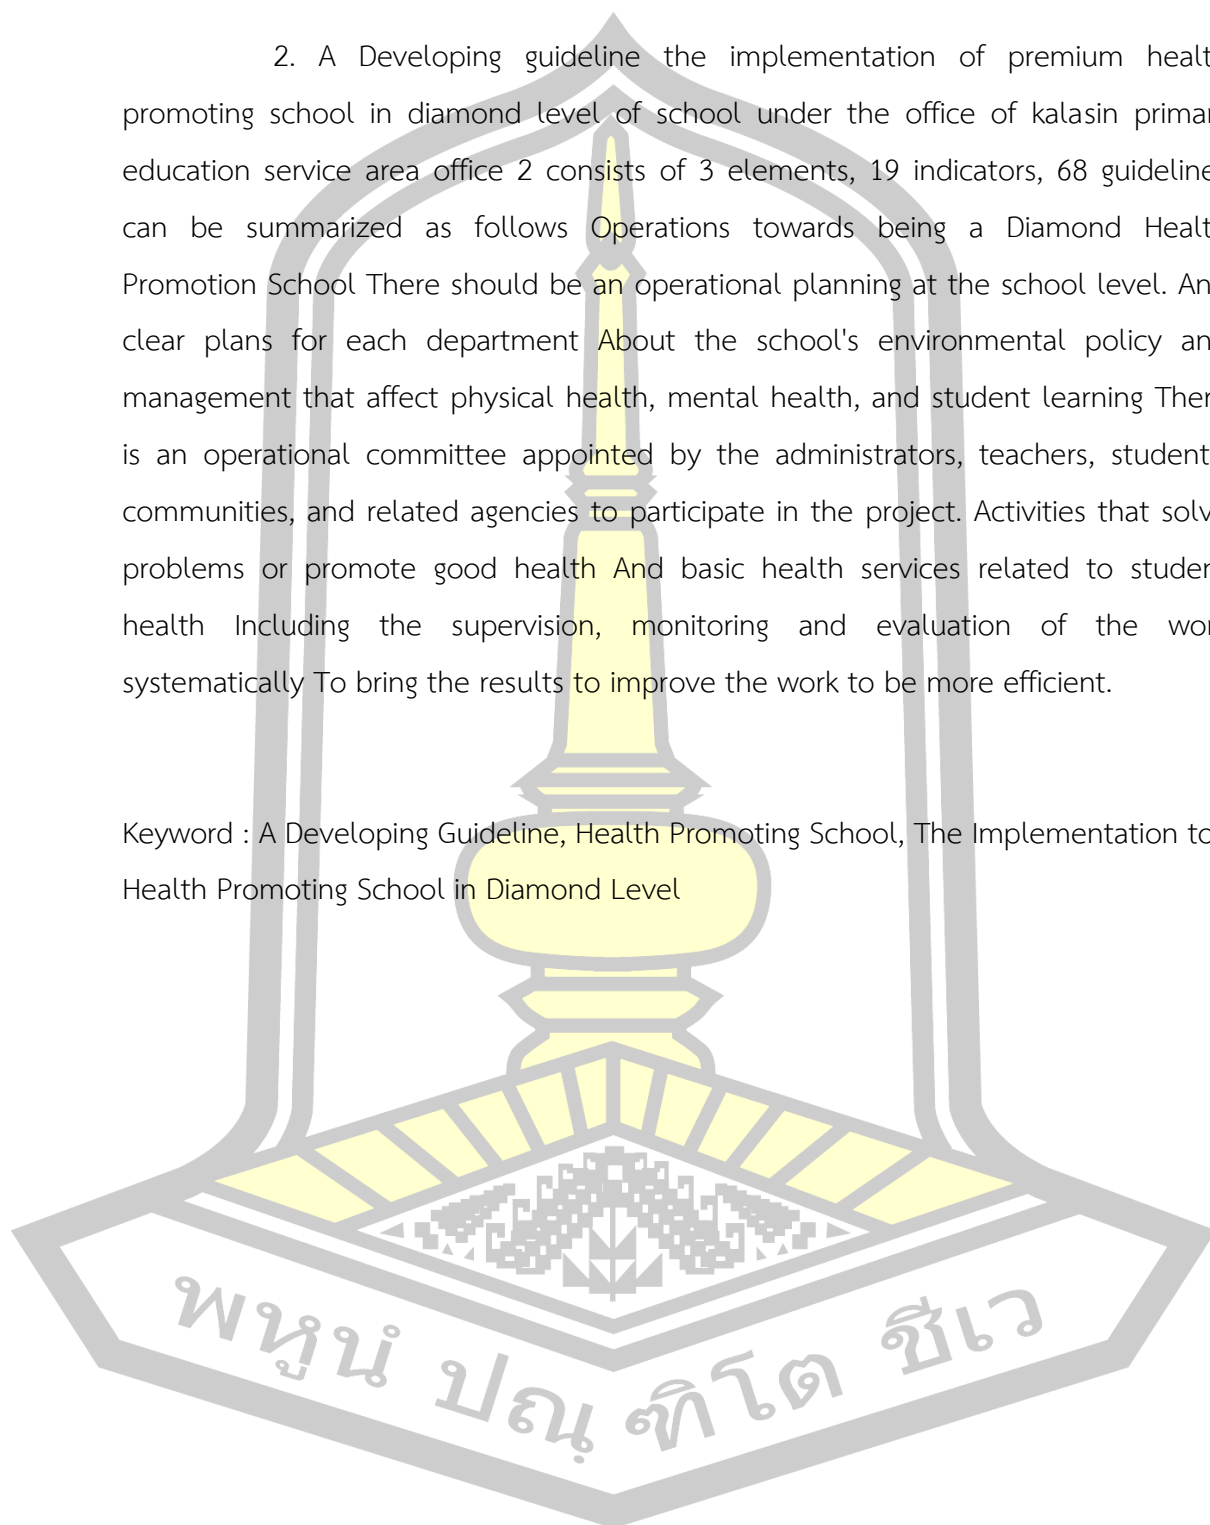 2. A Developing guideline the implementation of premium healt
promoting school in diamond level of school under the office of kalasin primar
education service area office 2 consists of 3 elements, 19 indicators, 68 guideline
can be summarized as follows Operations towards being a Diamond Healt
Promotion School There should be an operational planning at the school level. An
clear plans for each department About the school's environmental policy an
management that affect physical health, mental health, and student learning Ther
is an operational committee appointed by the administrators, teachers, student
communities, and related agencies to participate in the project. Activities that solv
problems or promote good health And basic health services related to studen
health Including the supervision, monitoring and evaluation of the wor
systematically To bring the results to improve the work to be more efficient.
Keyword : A Developing Guideline, Health Promoting School, The Implementation to
Health Promoting School in Diamond Level
พหูนํ ปณฺฑิโต ชีเว